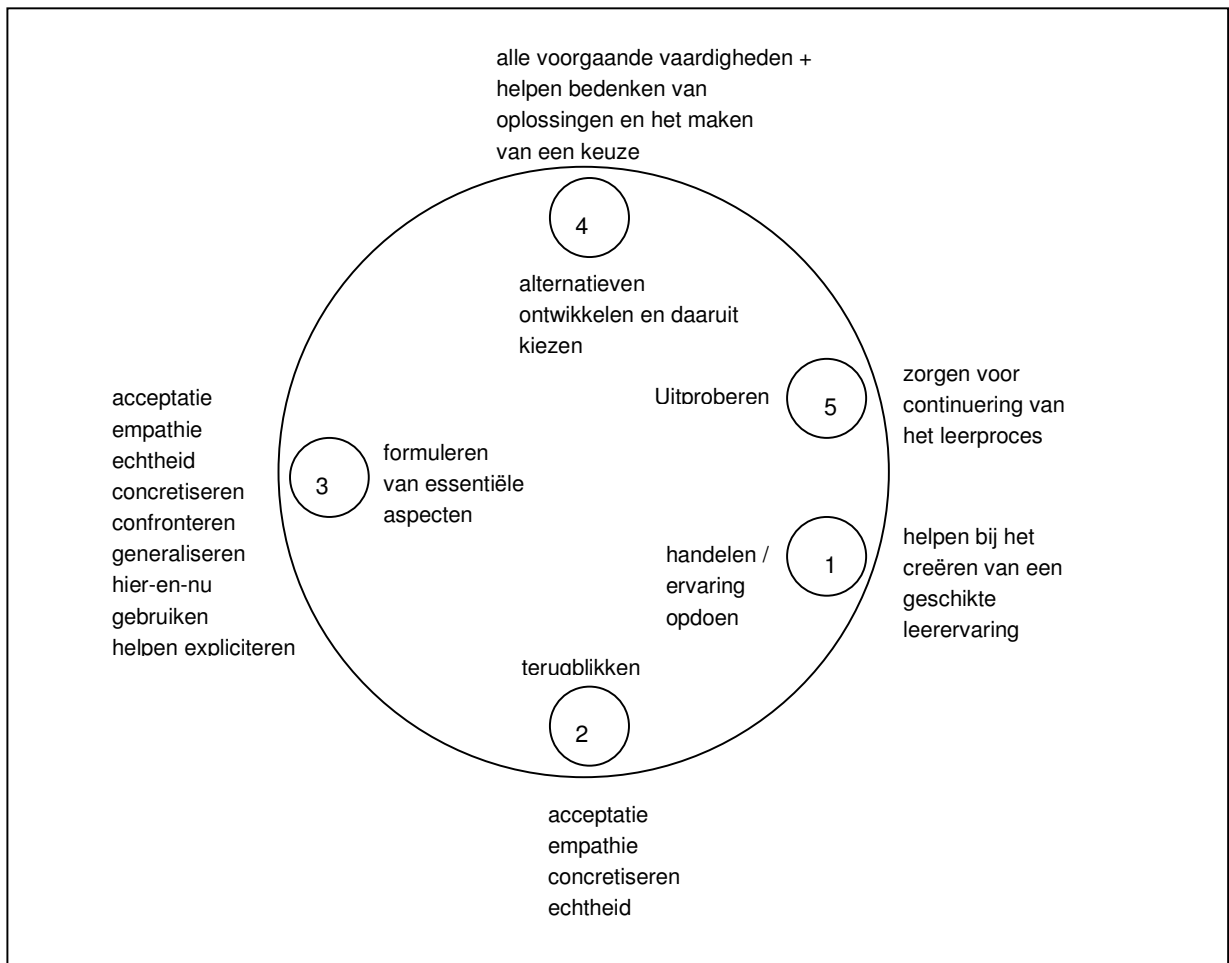 alle voorgaande vaardigheden +
helpen bedenken van
oplossingen en het maken
van een keuze
4
alternatieven
ontwikkelen en daaruit
kiezen
Uitproberen
5
zorgen voor
continuering van
het leerproces
acceptatie
empathie
echtheid
concretiseren
confronteren
generaliseren
hier-en-nu
gebruiken
helpen expliciteren
3
formuleren
van essentiële
aspecten
handelen /
ervaring
opdoen
1
helpen bij het
creëren van een
geschikte
leerervaring
terugblikken
2
acceptatie
empathie
concretiseren
echtheid